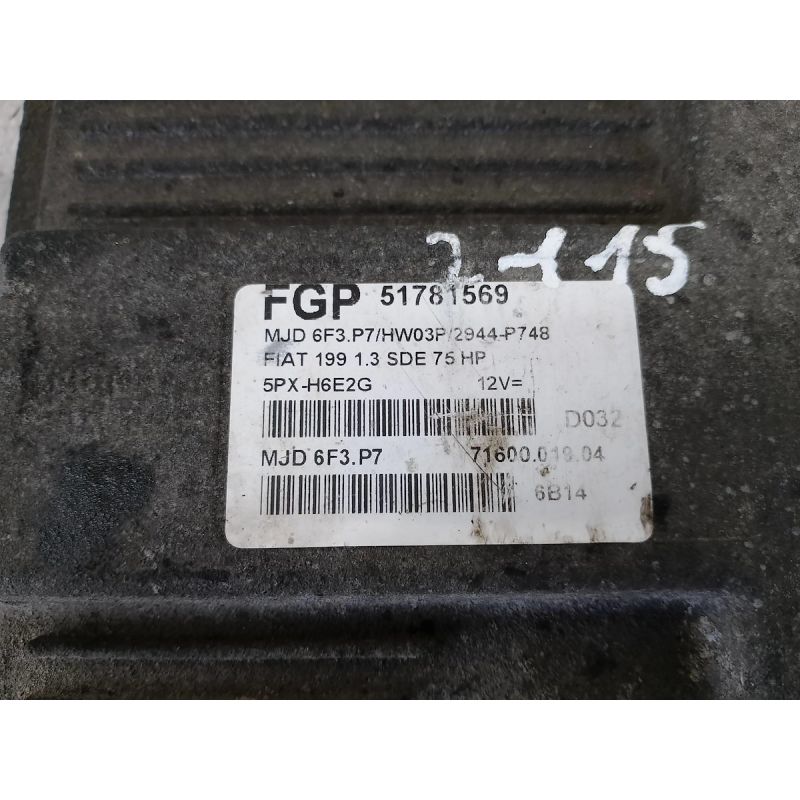 2-115
FGP 51781569
MJD 6F3.P7/HW03P/2944-P748
FIAT 199 1.3 SDE 75 HP
5PX-H6E2G 12V=
D032
MJD 6F3.P7 71600.019.04
6B14